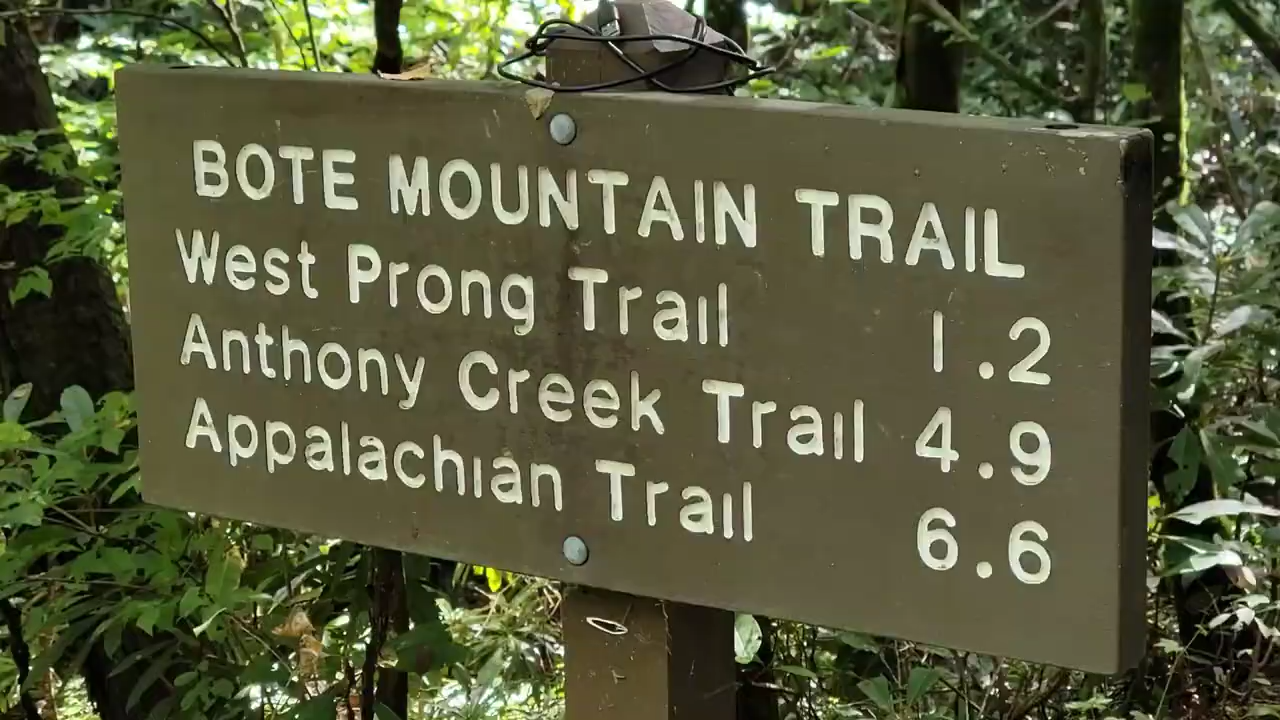 BOTE MOUNTAIN TRAIL
West Prong Trail 1.2
Anthony Creek Trail 4.9
Appalachian Trail 6.6